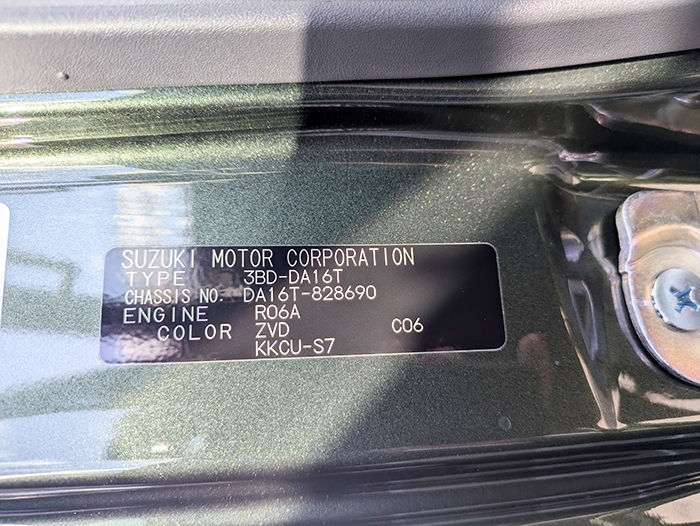 SUZUKI MOTOR CORPORATION
TYPE 3BD-DA16T
CHASSIS NO. DA16T-828690
ENGINE R06A
COLOR ZVD C06
KKCU-S7